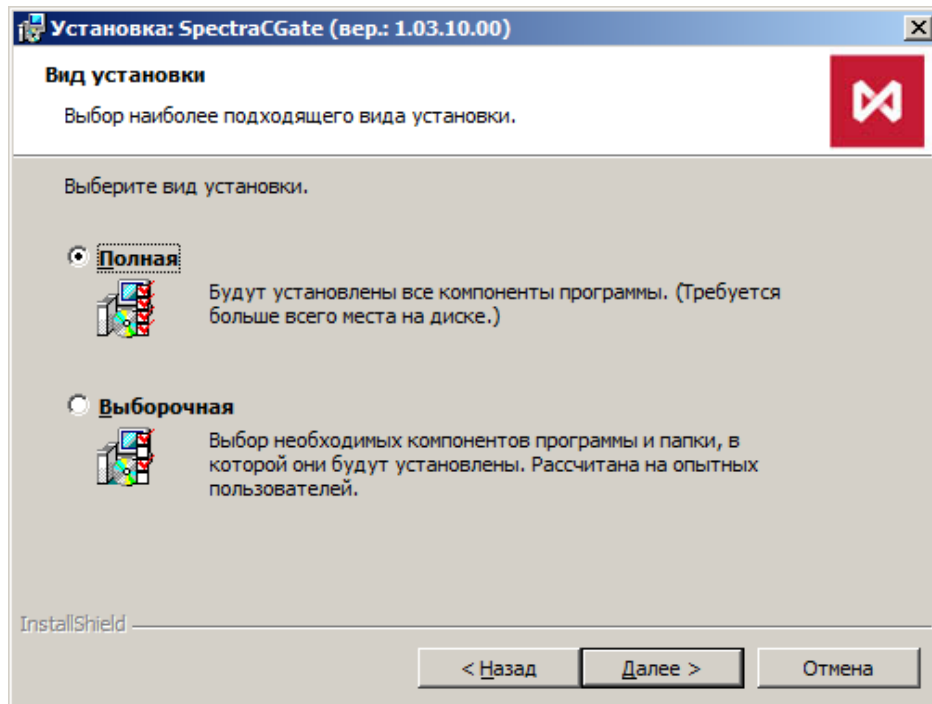 Установка: SpectraCGate (вер.: 1.03.10.00)
Вид установки
Выбор наиболее подходящего вида установки.
Выберите вид установки.
Полная
Будут установлены все компоненты программы. (Требуется
больше всего места на диске.)
Выборочная
Выбор необходимых компонентов программы и папки, в
которой они будут установлены. Рассчитана на опытных
пользователей.
InstallShield
< Назад
Далее >
Отмена